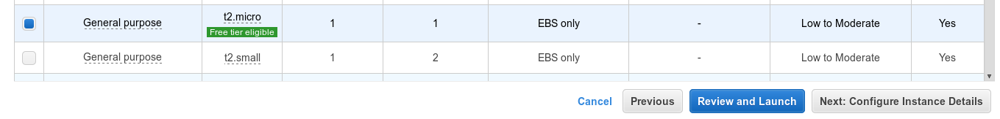 General purpose t2.micro 1 1 EBS only - Low to Moderate Yes
Free tier eligible
General purpose t2.small 1 2 EBS only - Low to Moderate Yes
Cancel Previous Review and Launch Next: Configure Instance Details